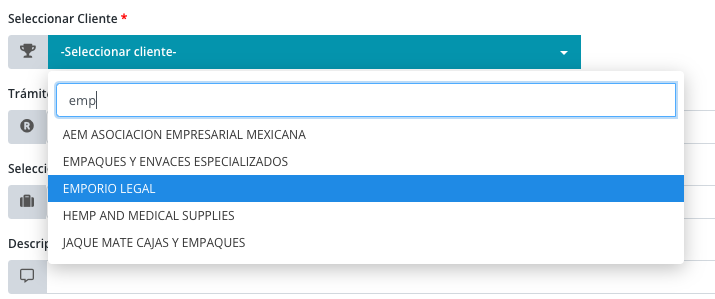 Seleccionar Cliente *
-Seleccionar cliente-
emp
Trámit
R
AEM ASOCIACION EMPRESARIAL MEXICANA
EMPAQUES Y ENVACES ESPECIALIZADOS
Selecci
EMPORIO LEGAL
HEMP AND MEDICAL SUPPLIES
Descrip
JAQUE MATE CAJAS Y EMPAQUES